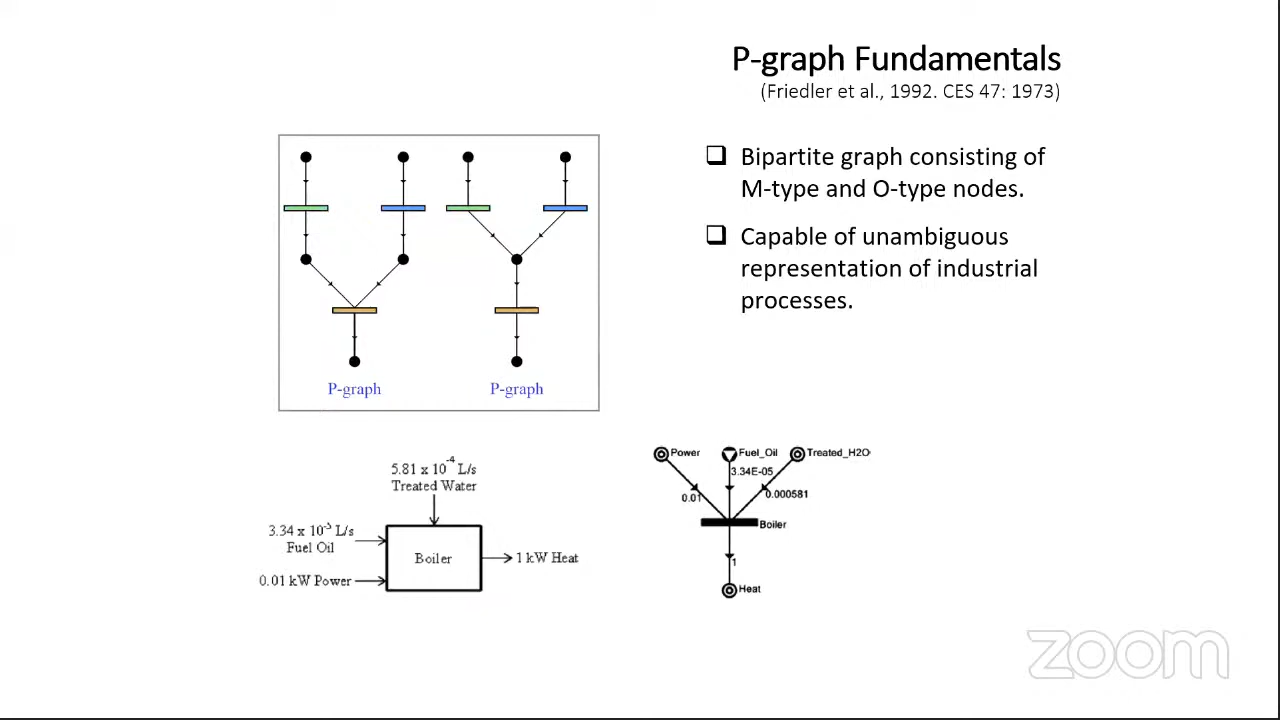 P-graph Fundamentals
(Friedler et al., 1992. CES 47: 1973)
Bipartite graph consisting of
M-type and O-type nodes.
Capable of unambiguous
representation of industrial
processes.
P-graph
P-graph
5.81 x 10-4 L/s
Treated Water
3.34 x 10-5 L/s
Fuel Oil
Boiler
1 kW Heat
0.01 kW Power
Power
Fuel_Oil
Treated_H2O
3.34E-05
0.01
0.000581
Boiler
1
Heat
zoom